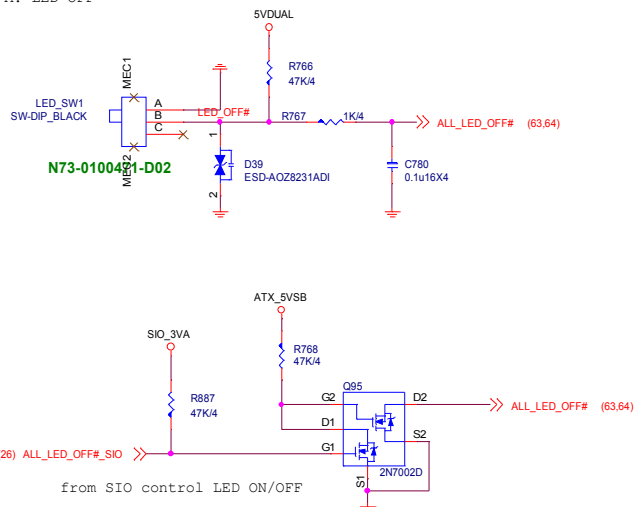 5VDUAL
MEC1
R766
47K/4
LED_SW1
SW-DIP_BLACK
A
B
C
LED_OFF#
R767
1K/4
ALL_LED_OFF# (63,64)
1
2
D39
ESD-AOZ8231ADI
C780
0.1u16X4
MEC2
ATX_5VSB
SIO_3VA
R768
47K/4
R887
47K/4
Q95
G2
D2
ALL_LED_OFF# (63,64)
D1
S2
G1
26) ALL_LED_OFF#_SIO
2N7002D
S1
from SIO control LED ON/OFF